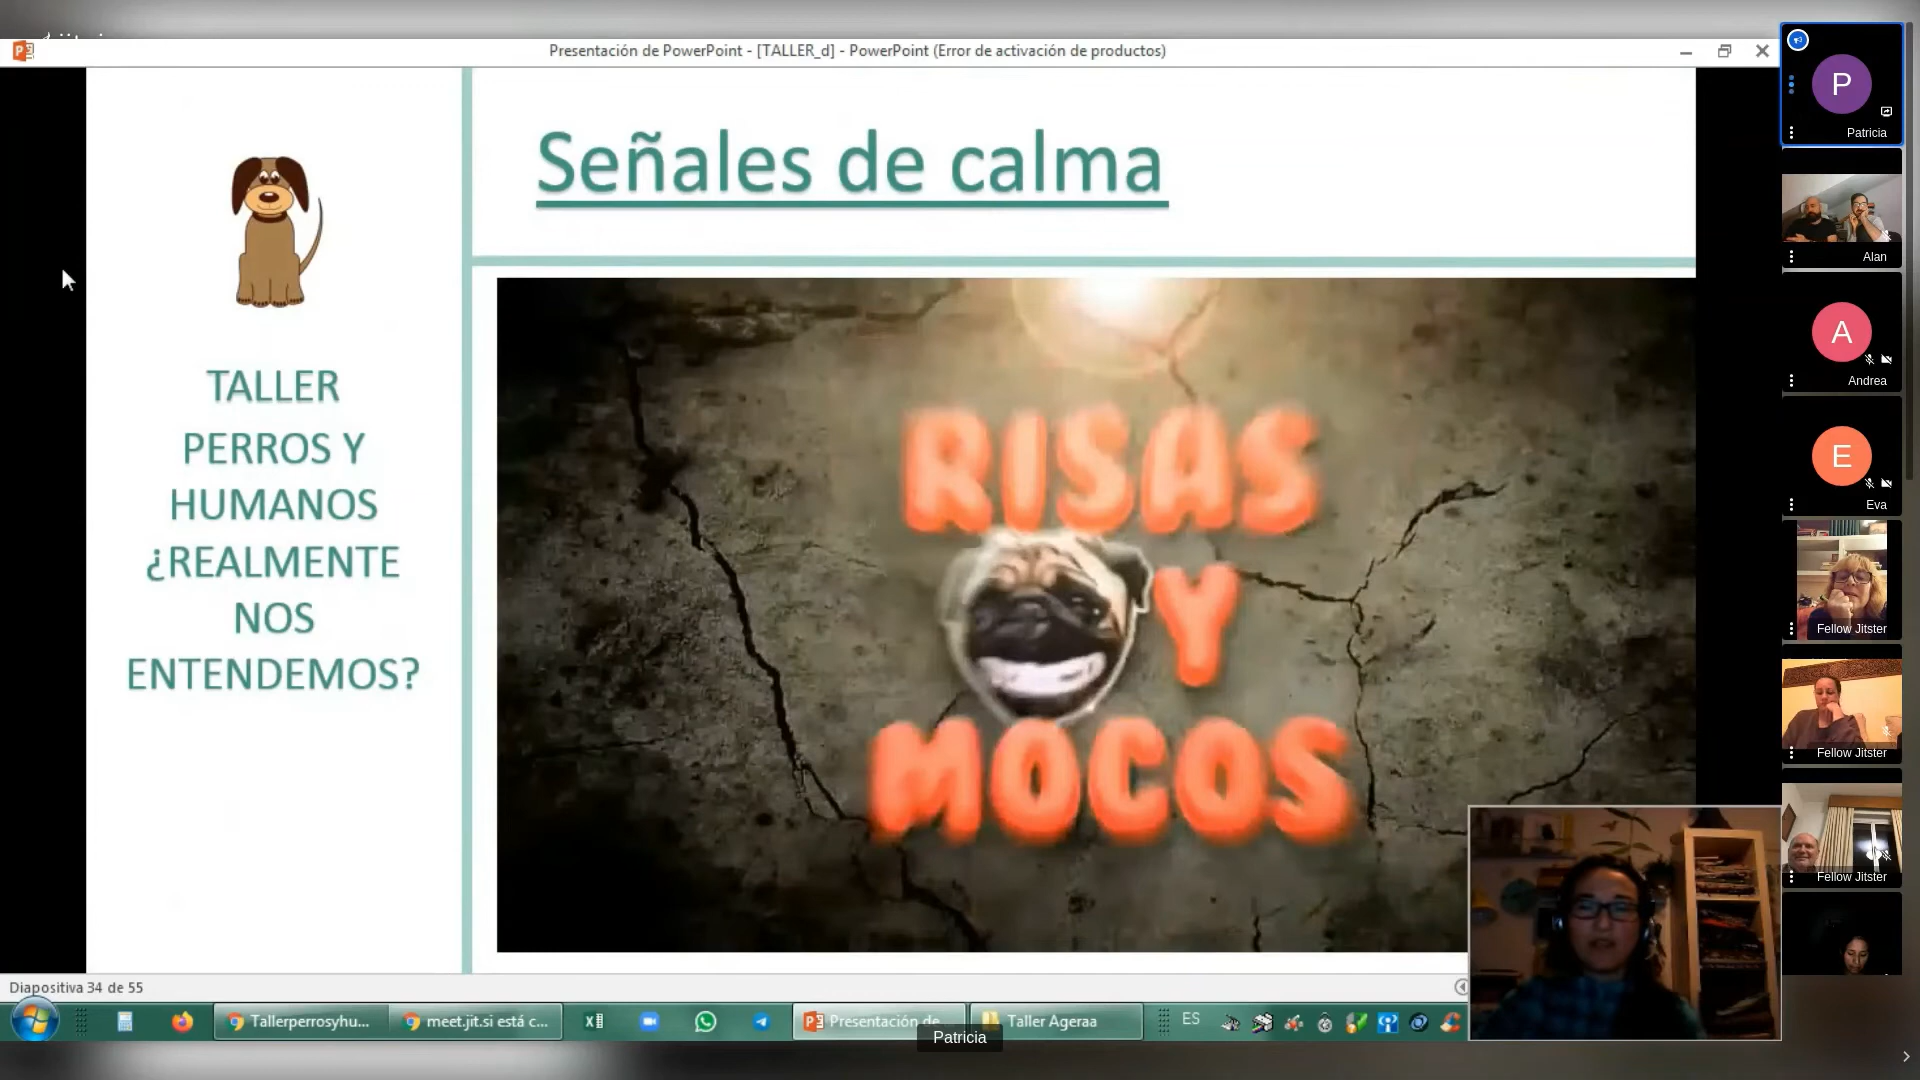 Presentación de PowerPoint - [TALLER_d] - PowerPoint (Error de activación de productos)
Señales de calma
TALLER
PERROS Y
HUMANOS
¿REALMENTE
NOS
ENTENDEMOS?
RISAS
Y
MOCOS
P
Patricia
Alan
A
Andrea
E
Eva
Fellow Jitster
Fellow Jitster
Fellow Jitster
Diapositiva 34 de 55
Tallerperrosyhu...
meet.jit.si está c...
Presentación de
Taller Ageraa
ES
Patricia